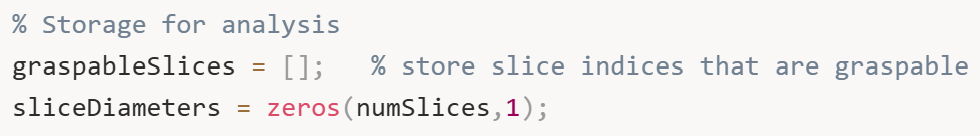 % Storage for analysis
graspableSlices = [];   % store slice indices that are graspable
sliceDiameters = zeros(numSlices,1);